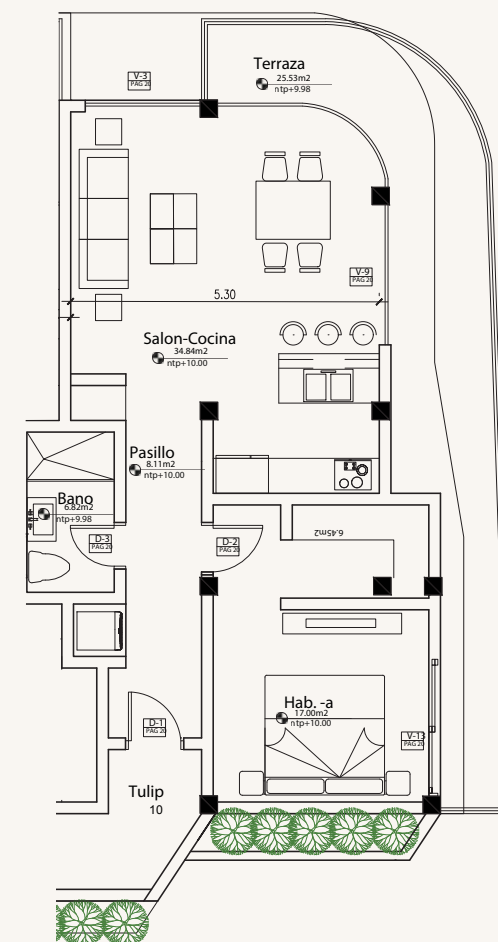 Terraza
25.53m2
ntp+9.98
V-3
PAG 20
V-9
PAG 20
5.30
Salon-Cocina
34.84m2
ntp+10.00
Pasillo
8.11m2
ntp+10.00
Bano
6.82m2
ntp+9.98
D-3
PAG 20
D-2
PAG 20
6.45m2
Hab. -a
17.00m2
ntp+10.00
D-1
PAG 20
V-13
PAG 20
Tulip
10